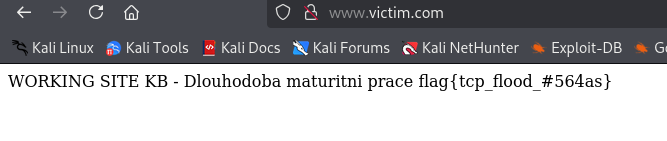 www.victim.com
Kali Linux Kali Tools Kali Docs Kali Forums Kali NetHunter Exploit-DB
WORKING SITE KB - Dlouhodoba maturitni prace flag{tcp_flood_#564as}